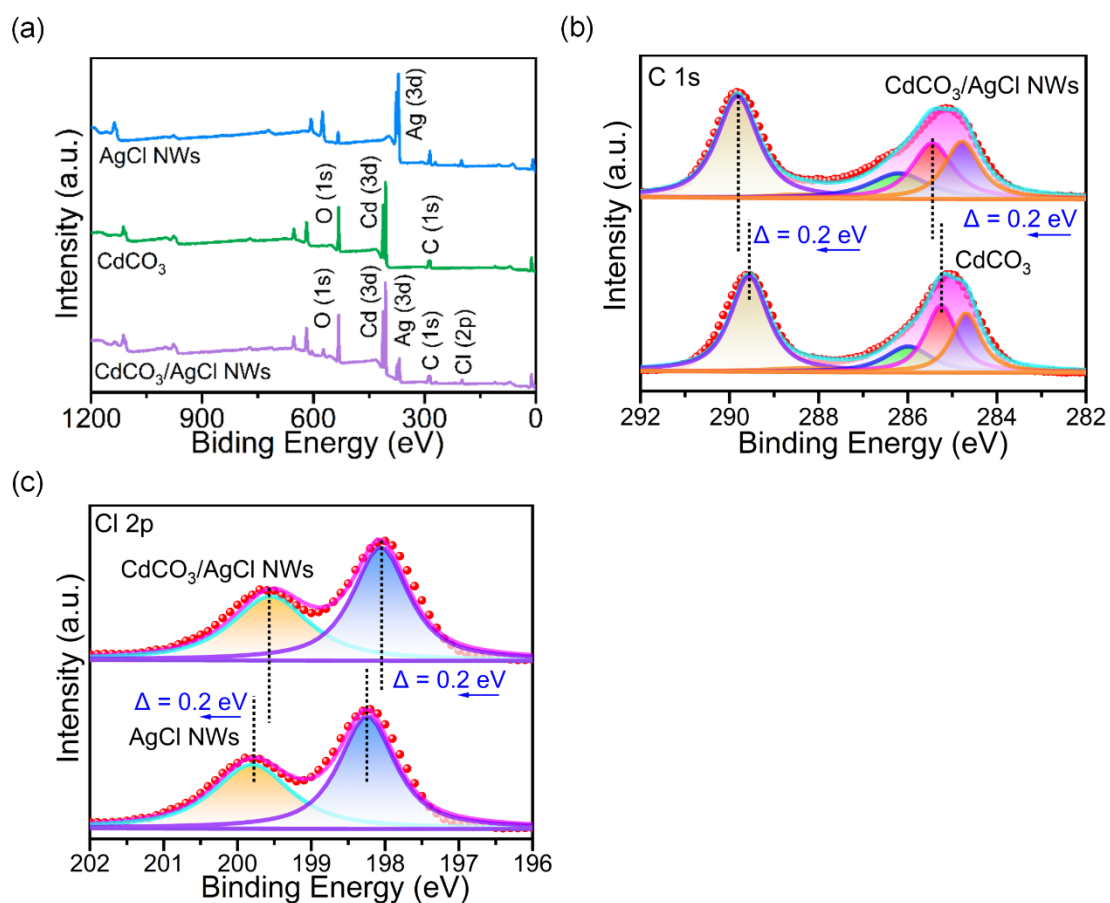 (a)
Intensity (a.u.)
AgCl NWs
Ag (3d)
CdCO₃
O (1s)
Cd (3d)
C (1s)
CdCO₃/AgCl NWs
O (1s)
Cd (3d)
Ag (3d)
C (1s)
Cl (2p)
1200 900 600 300 0
Biding Energy (eV)
(b)
C 1s
Intensity (a.u.)
CdCO₃/AgCl NWs
Δ = 0.2 eV
Δ = 0.2 eV
CdCO₃
292 290 288 286 284 282
Binding Energy (eV)
(c)
Cl 2p
Intensity (a.u.)
CdCO₃/AgCl NWs
Δ = 0.2 eV
Δ = 0.2 eV
AgCl NWs
202 201 200 199 198 197 196
Binding Energy (eV)